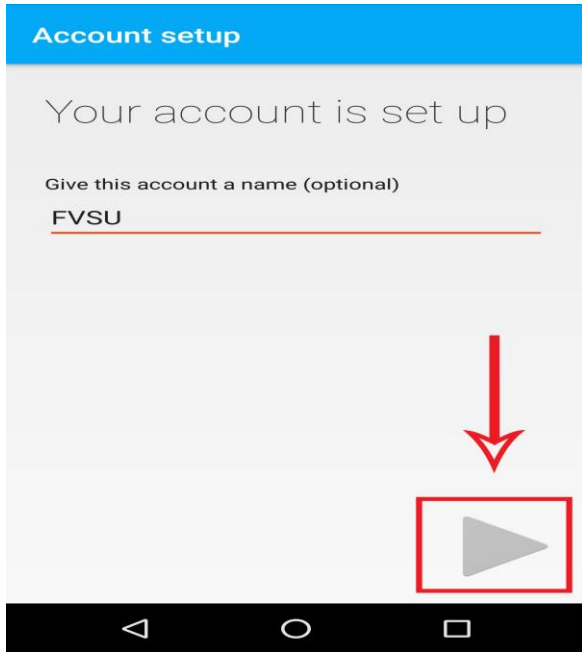 Account setup
Your account is set up
Give this account a name (optional)
FVSU